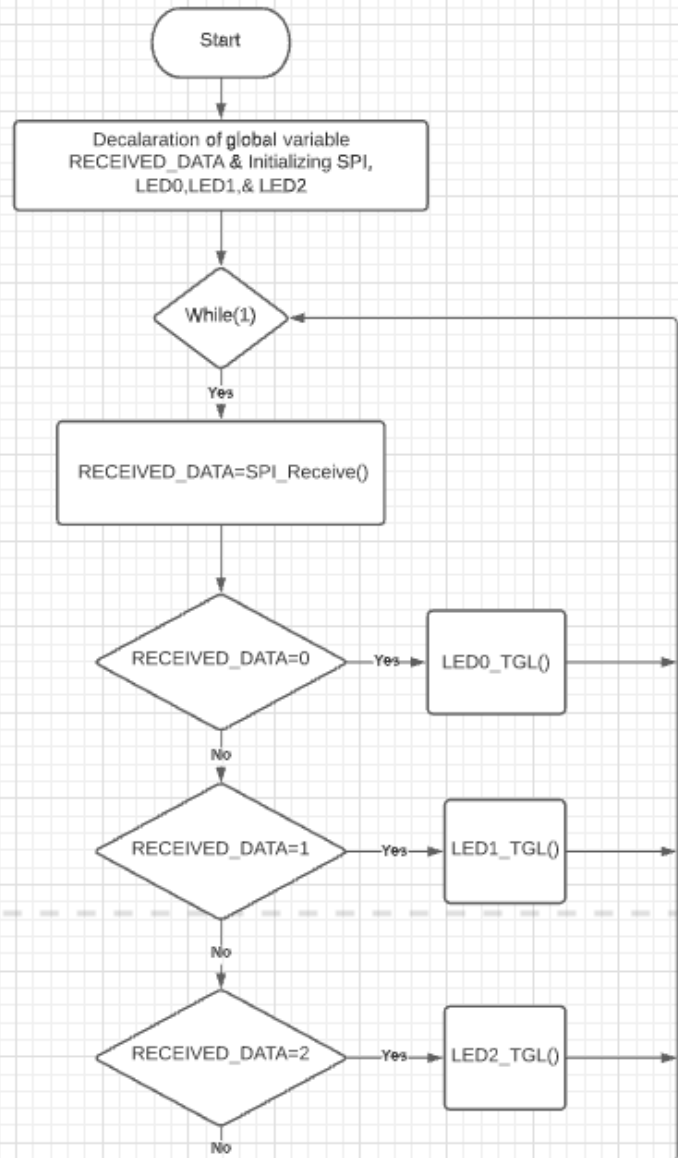 Start
Decalaration of global variable
RECEIVED_DATA & Initializing SPI,
LED0,LED1,& LED2
While(1)
Yes
RECEIVED_DATA=SPI_Receive()
RECEIVED_DATA=0
Yes
LED0_TGL()
No
RECEIVED_DATA=1
Yes
LED1_TGL()
No
RECEIVED_DATA=2
Yes
LED2_TGL()
No